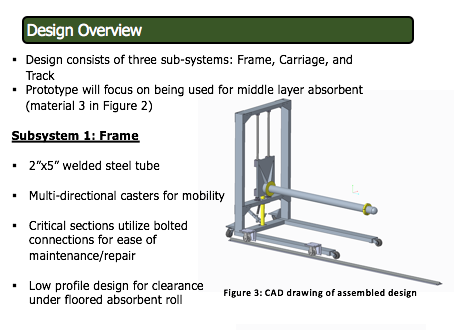 Design Overview
▪ Design consists of three sub-systems: Frame, Carriage, and
Track
▪ Prototype will focus on being used for middle layer absorbent
(material 3 in Figure 2)
Subsystem 1: Frame
▪ 2”x5” welded steel tube
▪ Multi-directional casters for mobility
▪ Critical sections utilize bolted
connections for ease of
maintenance/repair
▪ Low profile design for clearance
under floored absorbent roll
Figure 3: CAD drawing of assembled design